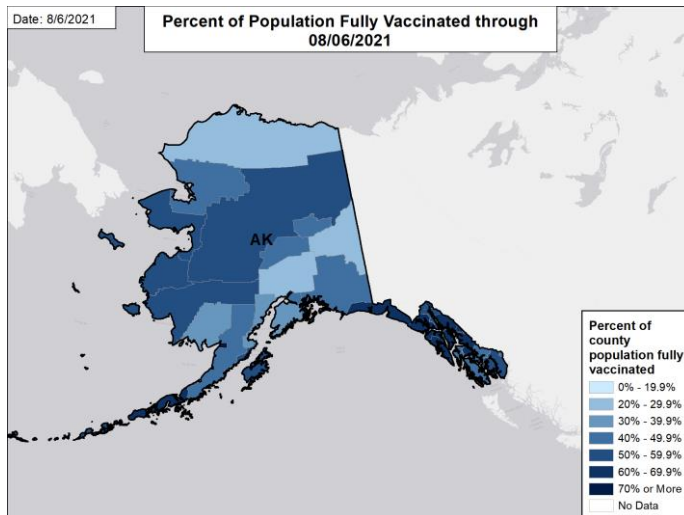 Date: 8/6/2021
Percent of Population Fully Vaccinated through
08/06/2021
AK
Percent of
county
population fully
vaccinated
0% - 19.9%
20% - 29.9%
30% - 39.9%
40% - 49.9%
50% - 59.9%
60% - 69.9%
70% or More
No Data